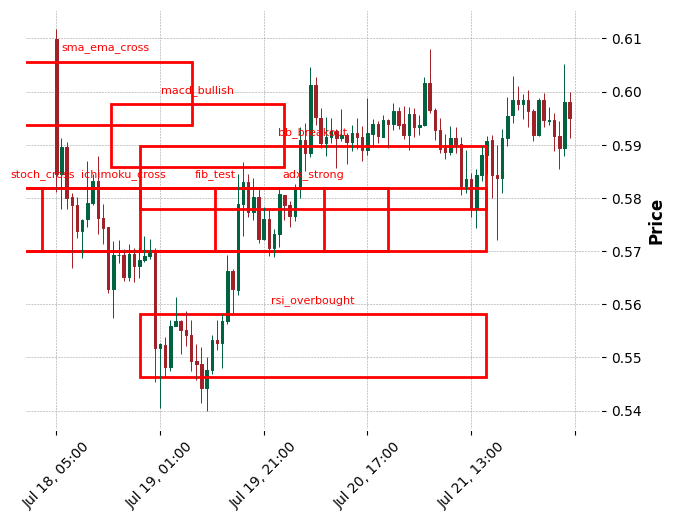 sma_ema_cross
macd_bullish
bb_breakout
stoch_cross ichimoku_cross fib_test adx_strong
rsi_overbought
0.61
0.60
0.59
0.58
0.57
0.56
0.55
0.54
Price
Jul 18, 05:00
Jul 19, 01:00
Jul 19, 21:00
Jul 20, 17:00
Jul 21, 13:00